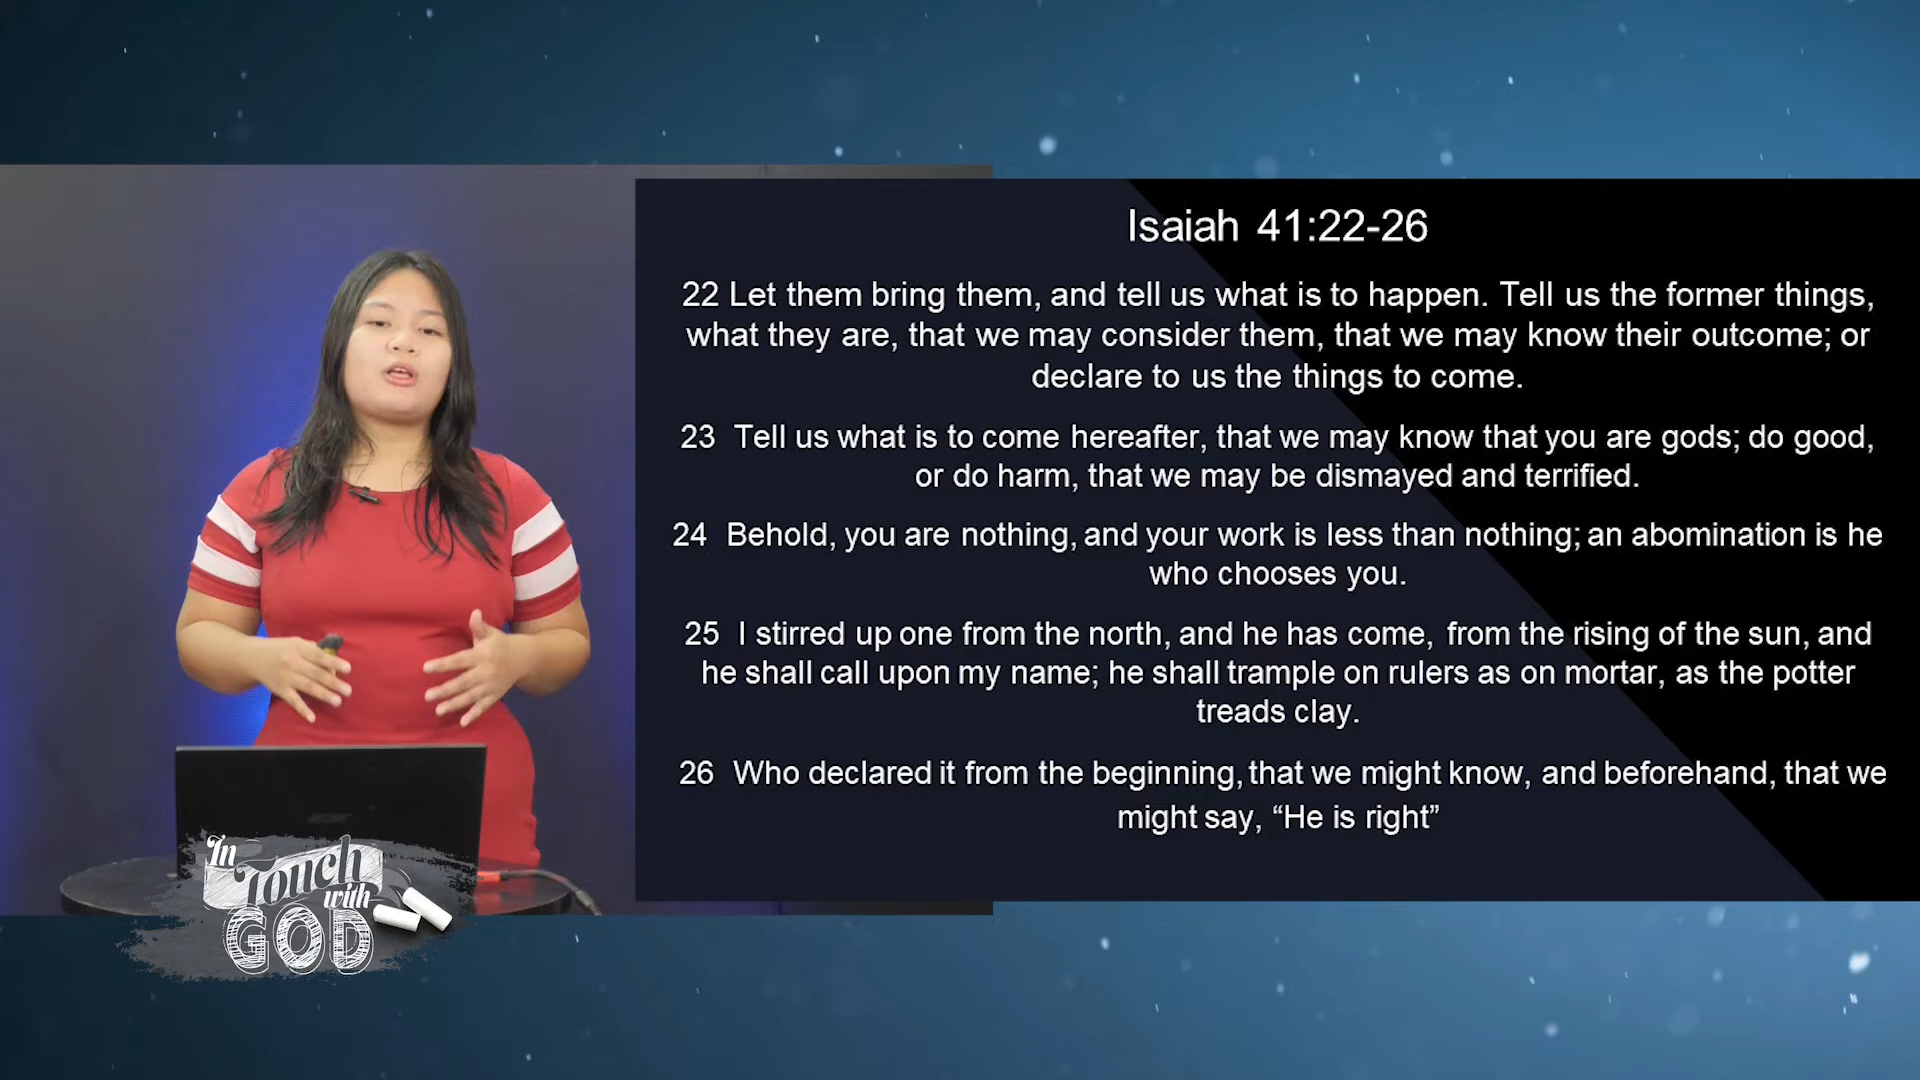 Isaiah 41:22-26
22 Let them bring them, and tell us what is to happen. Tell us the former things,
what they are, that we may consider them, that we may know their outcome; or
declare to us the things to come.
23 Tell us what is to come hereafter, that we may know that you are gods; do good,
or do harm, that we may be dismayed and terrified.
24 Behold, you are nothing, and your work is less than nothing; an abomination is he
who chooses you.
25 I stirred up one from the north, and he has come, from the rising of the sun, and
he shall call upon my name; he shall trample on rulers as on mortar, as the potter
treads clay.
26 Who declared it from the beginning, that we might know, and beforehand, that we
might say, “He is right”
acer
In
Touch
with
GOD